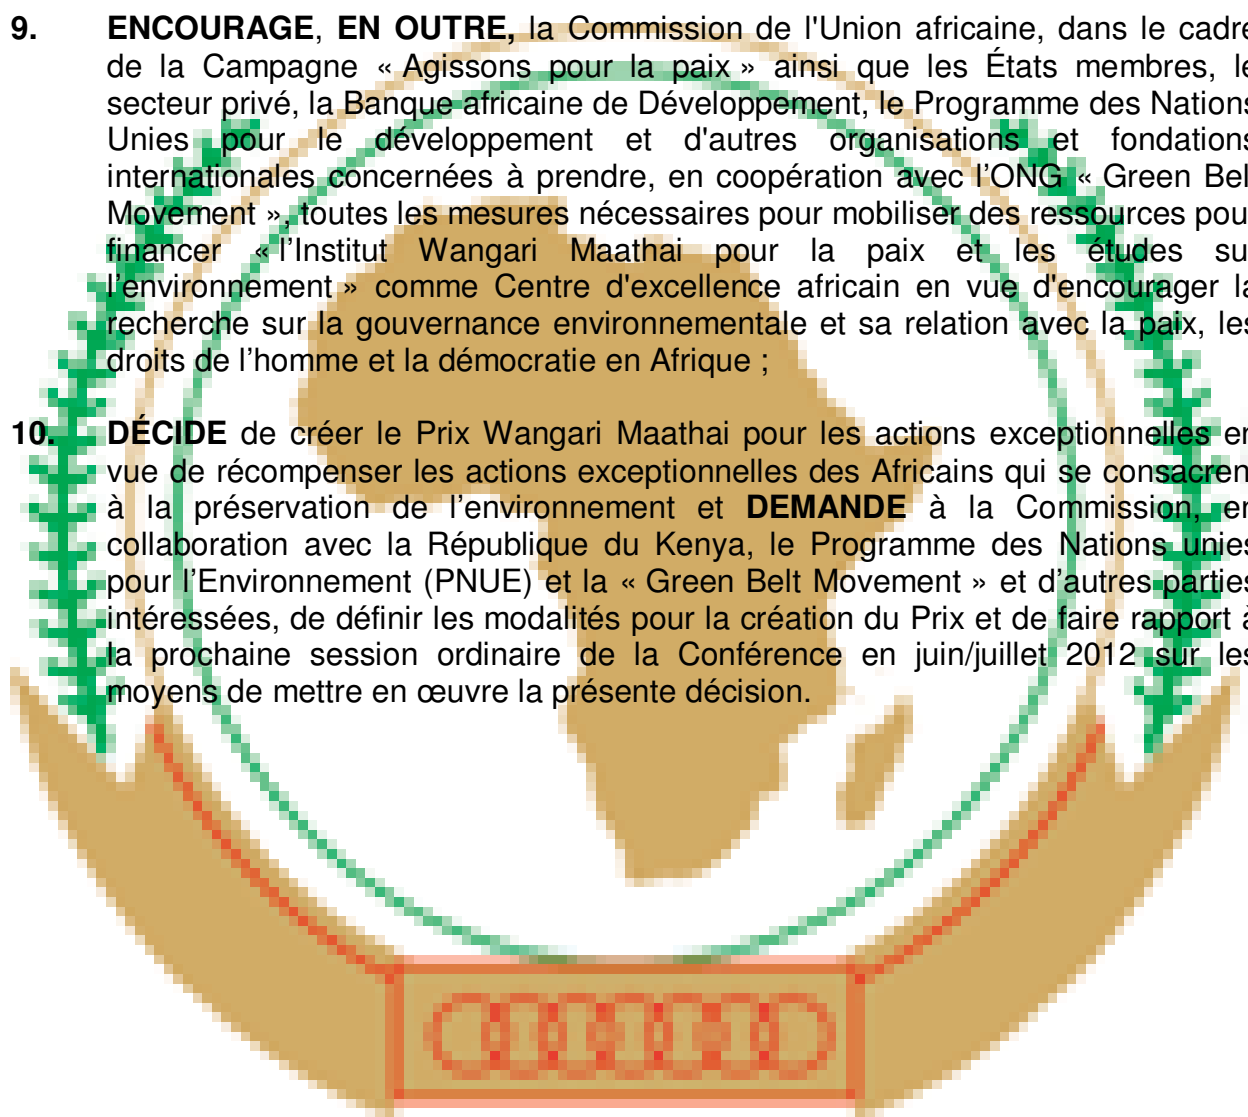 9. ENCOURAGE, EN OUTRE, la Commission de l'Union africaine, dans le cadre
de la Campagne « Agissons pour la paix » ainsi que les États membres, le
secteur privé, la Banque africaine de Développement, le Programme des Nations
Unies pour le développement et d'autres organisations et fondations
internationales concernées à prendre, en coopération avec l'ONG « Green Belt
Movement », toutes les mesures nécessaires pour mobiliser des ressources pour
financer « l'Institut Wangari Maathai pour la paix et les études sur
l'environnement » comme Centre d'excellence africain en vue d'encourager la
recherche sur la gouvernance environnementale et sa relation avec la paix, les
droits de l'homme et la démocratie en Afrique ;
10. DÉCIDE de créer le Prix Wangari Maathai pour les actions exceptionnelles en
vue de récompenser les actions exceptionnelles des Africains qui se consacrent
à la préservation de l'environnement et DEMANDE à la Commission, en
collaboration avec la République du Kenya, le Programme des Nations unies
pour l'Environnement (PNUE) et la « Green Belt Movement » et d'autres parties
intéressées, de définir les modalités pour la création du Prix et de faire rapport à
la prochaine session ordinaire de la Conférence en juin/juillet 2012 sur les
moyens de mettre en œuvre la présente décision.